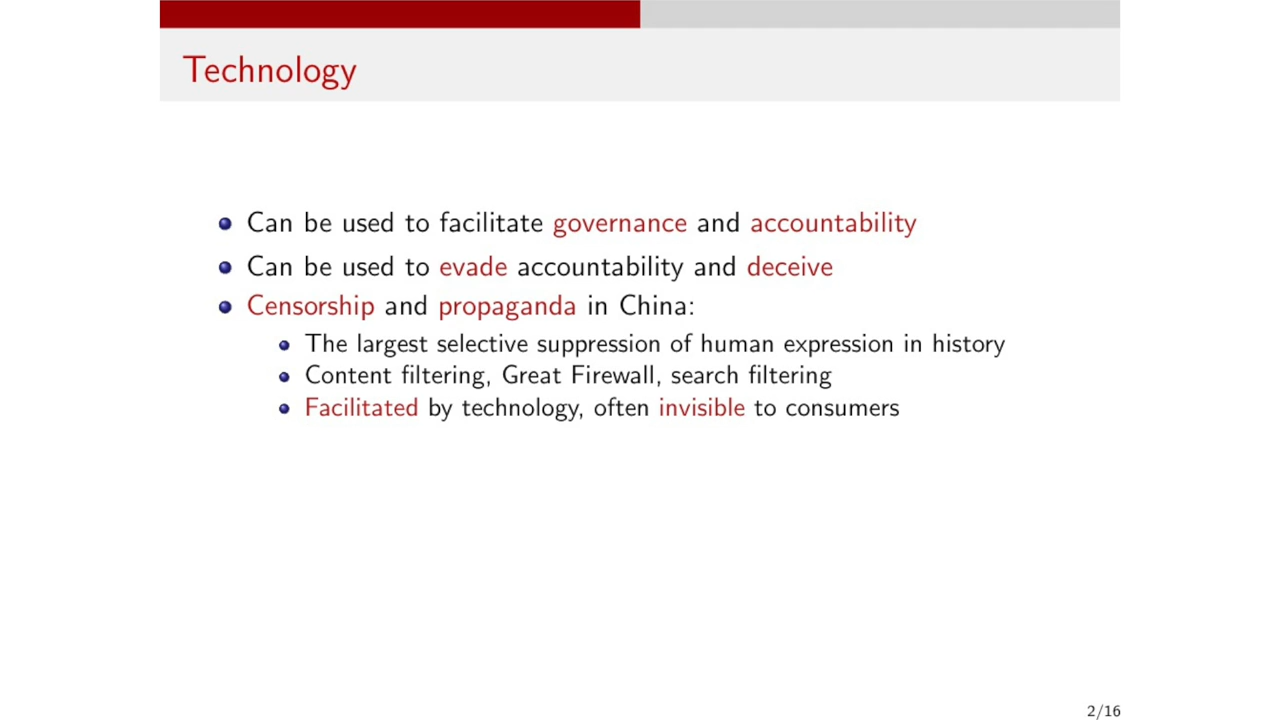 Technology
Can be used to facilitate governance and accountability
Can be used to evade accountability and deceive
Censorship and propaganda in China:
The largest selective suppression of human expression in history
Content filtering, Great Firewall, search filtering
Facilitated by technology, often invisible to consumers
2/16